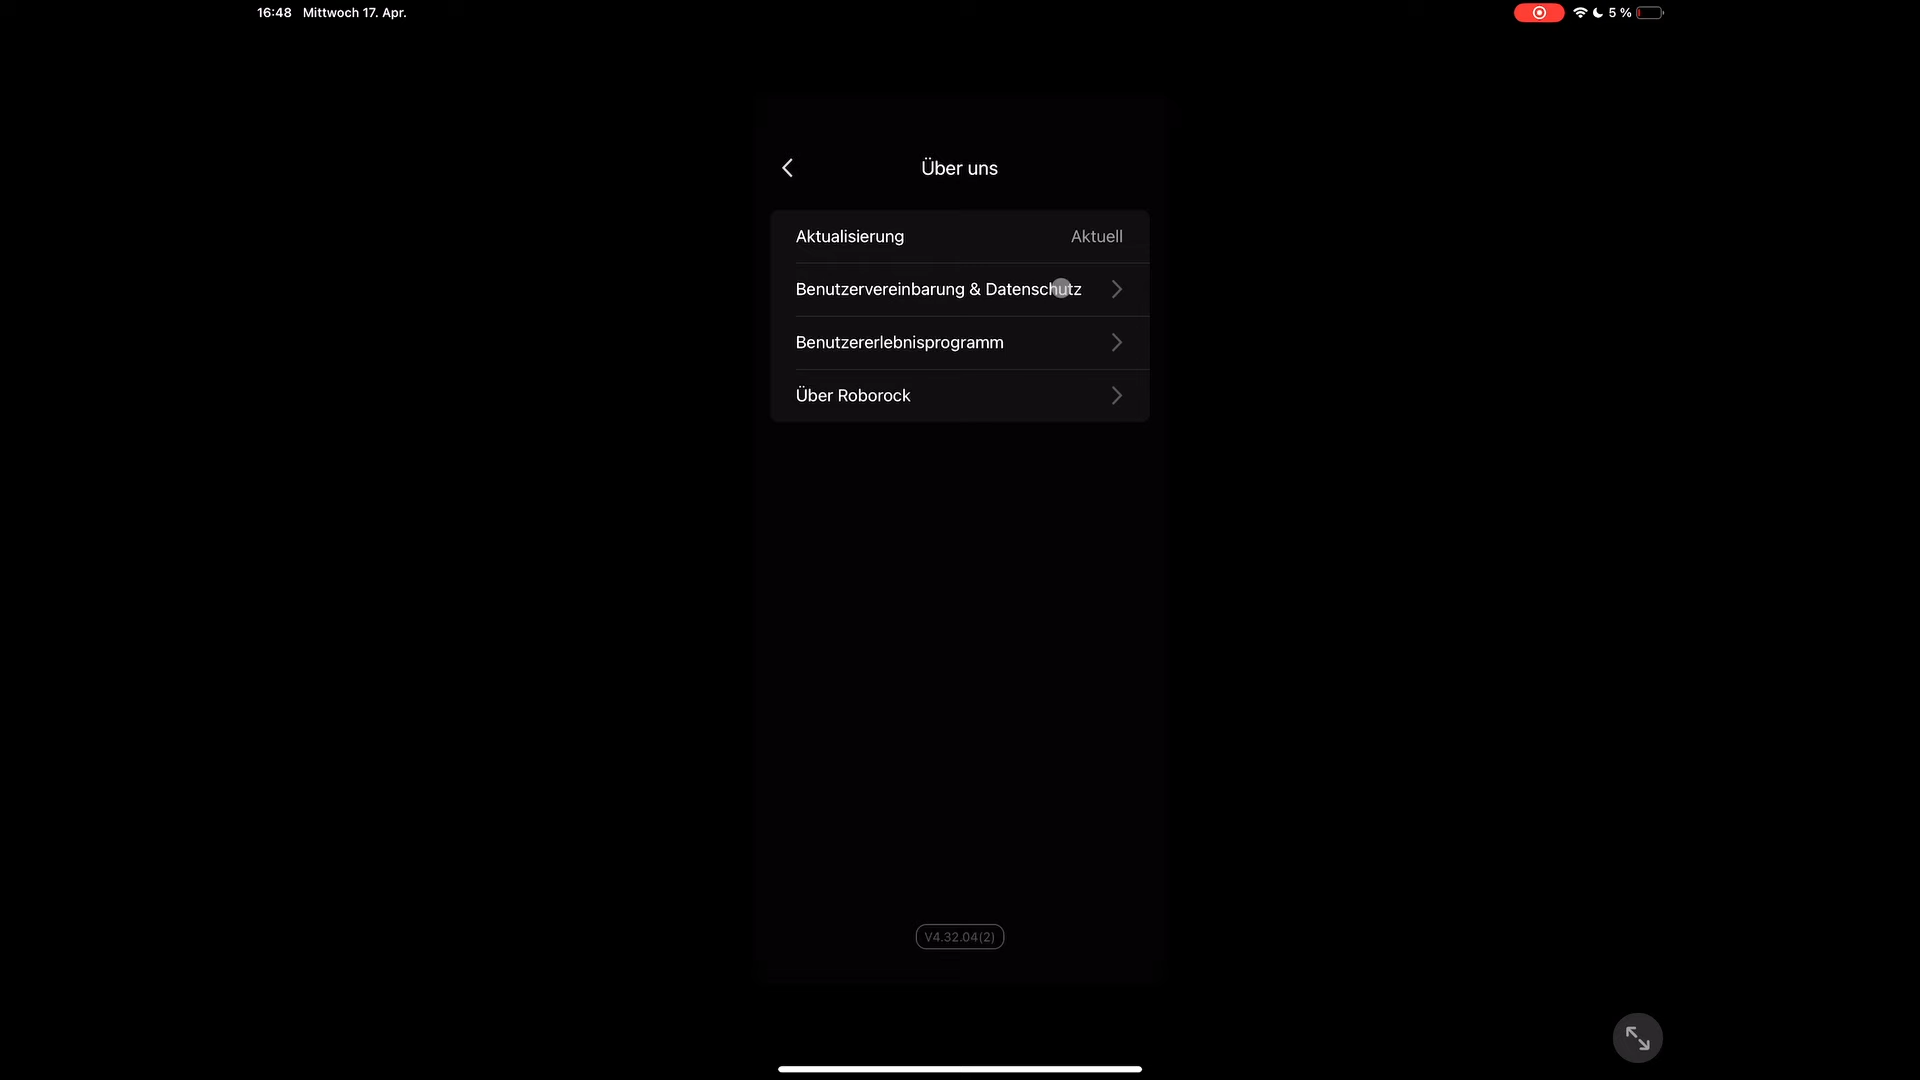 16:48 Mittwoch 17. Apr.
5 %
Über uns
Aktualisierung Aktuell
Benutzervereinbarung & Datenschutz
Benutzererlebnisprogramm
Über Roborock
V4.32.04(2)